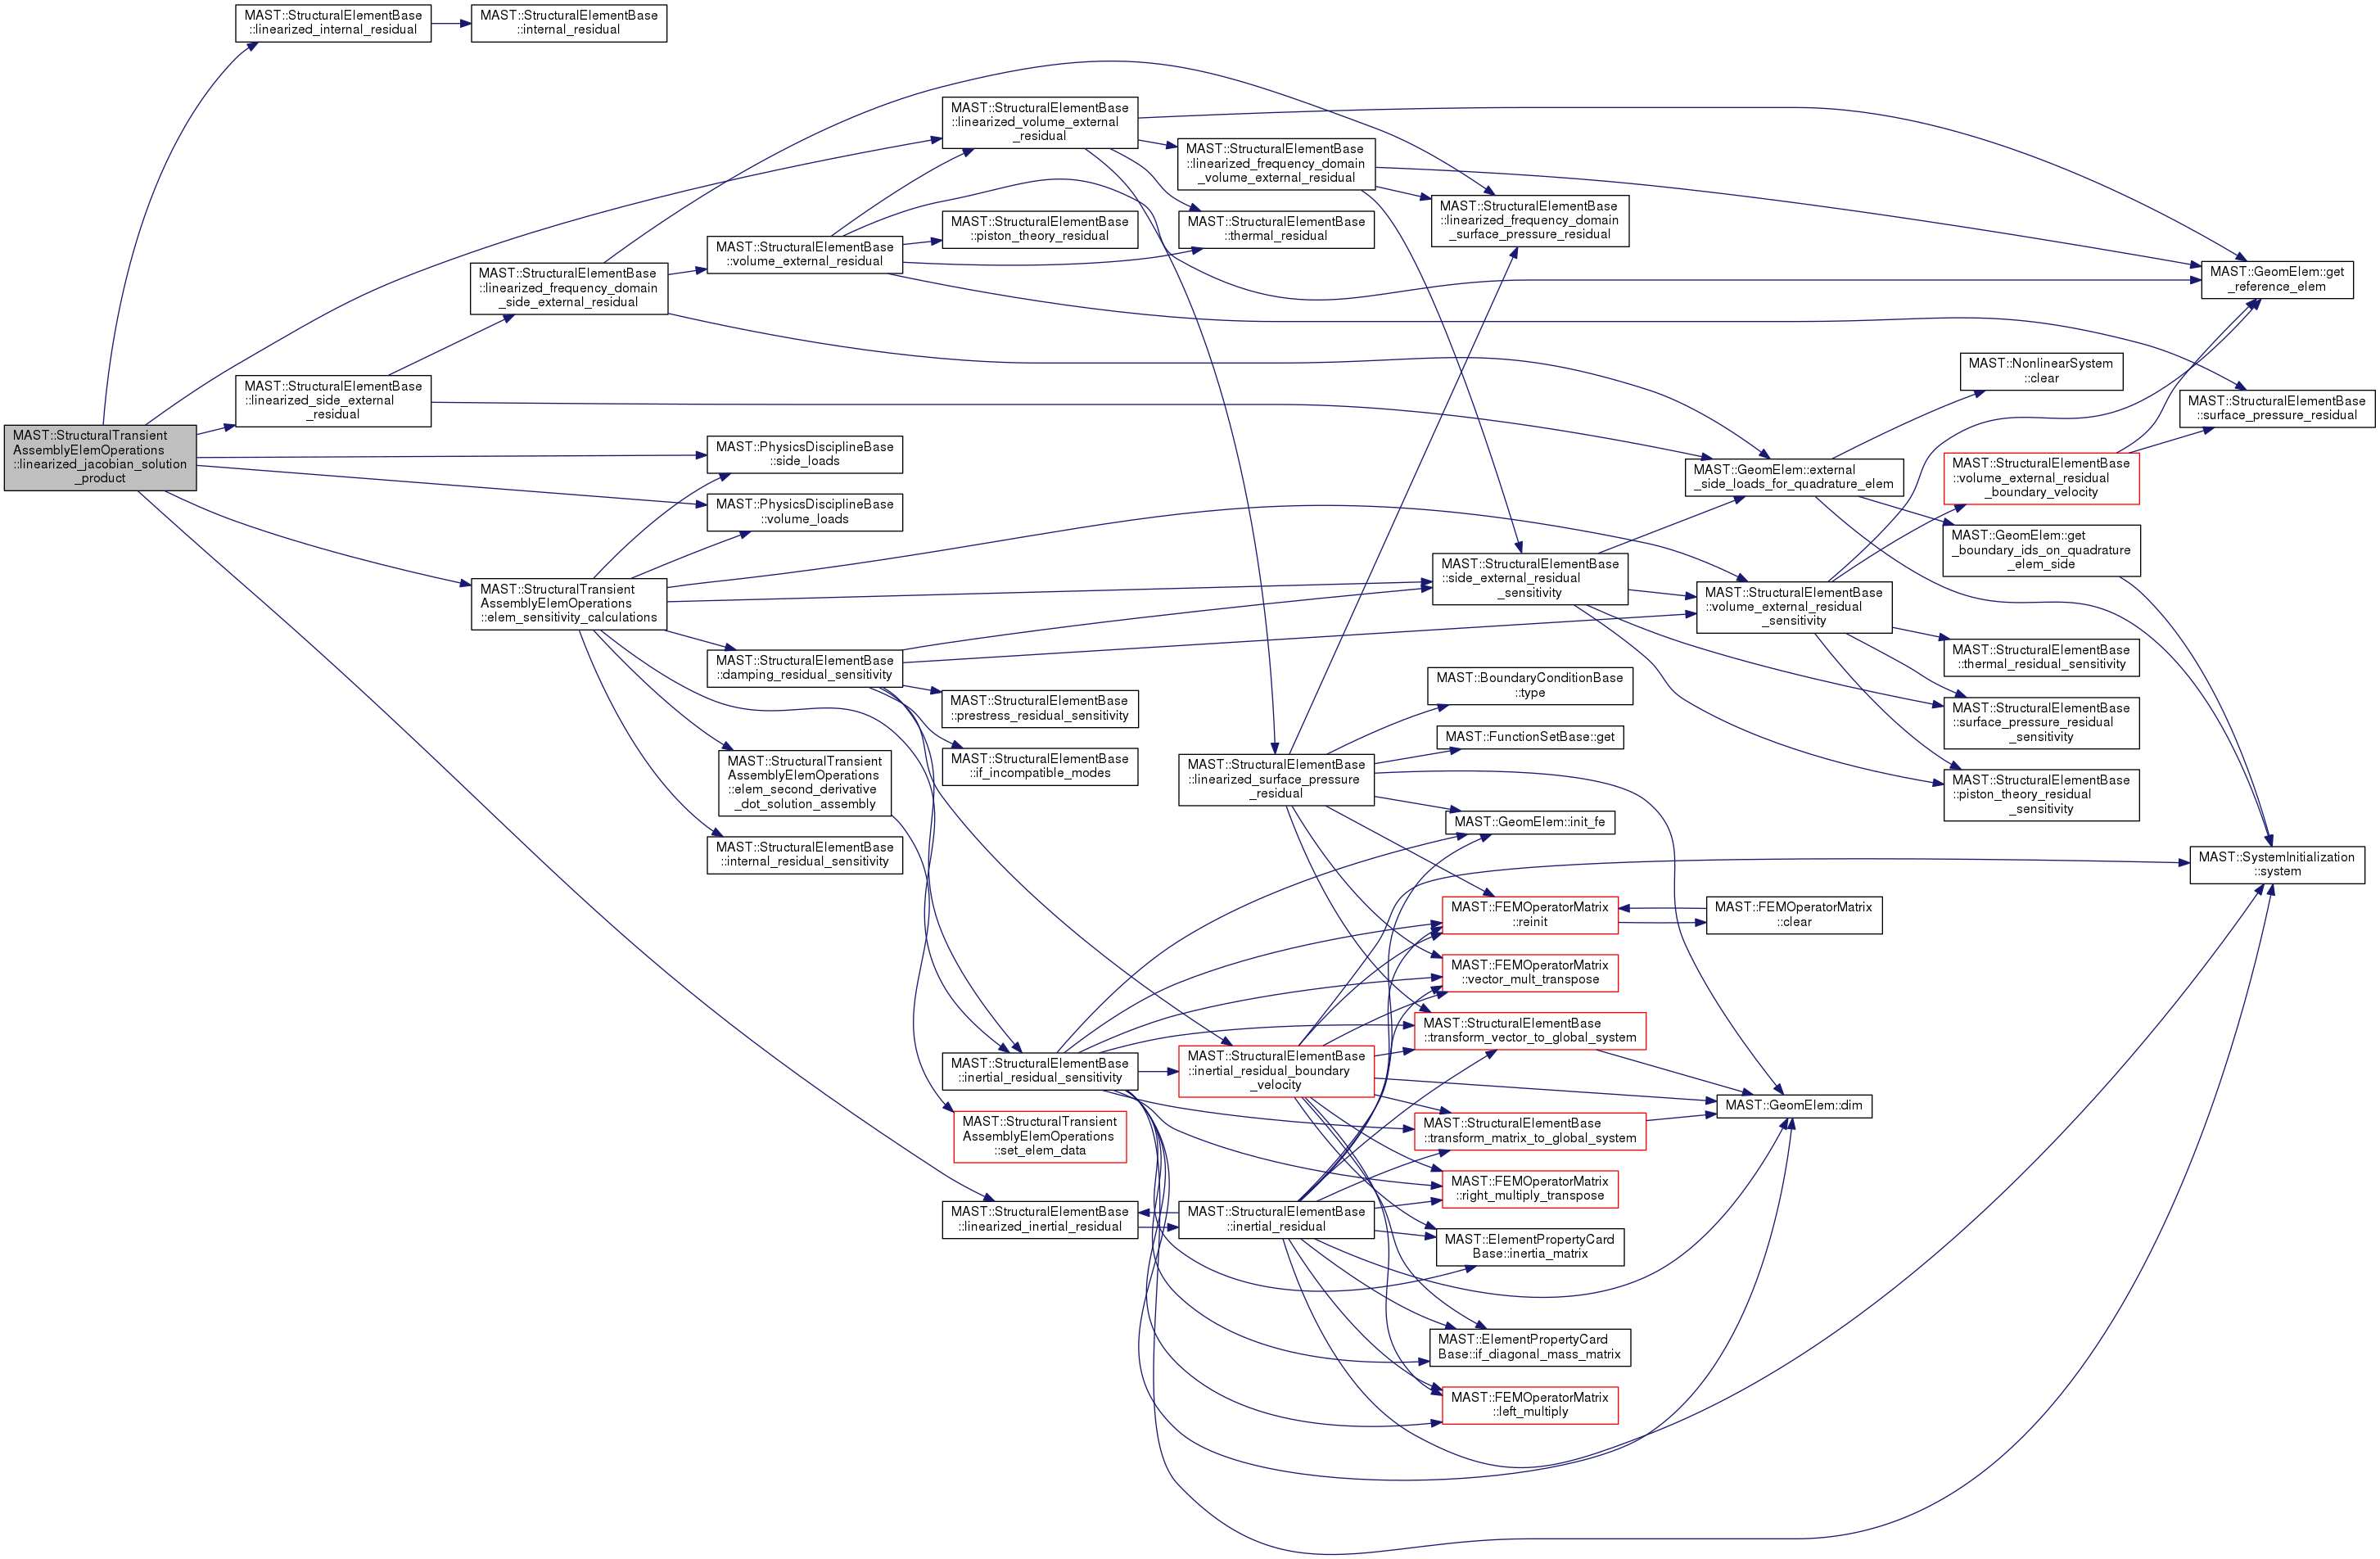 MAST::StructuralElementBase
::linearized_internal_residual
MAST::StructuralElementBase
::internal_residual
MAST::StructuralElementBase
::linearized_volume_external
_residual
MAST::StructuralElementBase
::linearized_frequency_domain
_volume_external_residual
MAST::StructuralElementBase
::linearized_frequency_domain
_surface_pressure_residual
MAST::StructuralElementBase
::piston_theory_residual
MAST::StructuralElementBase
::thermal_residual
MAST::StructuralElementBase
::volume_external_residual
MAST::StructuralElementBase
::linearized_frequency_domain
_side_external_residual
MAST::GeomElem::get
_reference_elem
MAST::NonlinearSystem
::clear
MAST::StructuralElementBase
::linearized_side_external
_residual
MAST::StructuralElementBase
::surface_pressure_residual
MAST::StructuralTransient
AssemblyElemOperations
::linearized_jacobian_solution
_product
MAST::PhysicsDisciplineBase
::side_loads
MAST::GeomElem::external
_side_loads_for_quadrature_elem
MAST::StructuralElementBase
::volume_external_residual
_boundary_velocity
MAST::PhysicsDisciplineBase
::volume_loads
MAST::GeomElem::get
_boundary_ids_on_quadrature
_elem_side
MAST::StructuralTransient
AssemblyElemOperations
::elem_sensitivity_calculations
MAST::StructuralElementBase
::side_external_residual
_sensitivity
MAST::StructuralElementBase
::volume_external_residual
_sensitivity
MAST::StructuralElementBase
::thermal_residual_sensitivity
MAST::StructuralElementBase
::damping_residual_sensitivity
MAST::StructuralElementBase
::prestress_residual_sensitivity
MAST::BoundaryConditionBase
::type
MAST::StructuralElementBase
::surface_pressure_residual
_sensitivity
MAST::FunctionSetBase::get
MAST::StructuralElementBase
::if_incompatible_modes
MAST::StructuralTransient
AssemblyElemOperations
::elem_second_derivative
_dot_solution_assembly
MAST::StructuralElementBase
::linearized_surface_pressure
_residual
MAST::StructuralElementBase
::piston_theory_residual
_sensitivity
MAST::GeomElem::init_fe
MAST::StructuralElementBase
::internal_residual_sensitivity
MAST::SystemInitialization
::system
MAST::FEMOperatorMatrix
::reinit
MAST::FEMOperatorMatrix
::clear
MAST::FEMOperatorMatrix
::vector_mult_transpose
MAST::StructuralElementBase
::transform_vector_to_global_system
MAST::StructuralElementBase
::inertial_residual_sensitivity
MAST::StructuralElementBase
::inertial_residual_boundary
_velocity
MAST::GeomElem::dim
MAST::StructuralTransient
AssemblyElemOperations
::set_elem_data
MAST::StructuralElementBase
::transform_matrix_to_global_system
MAST::FEMOperatorMatrix
::right_multiply_transpose
MAST::StructuralElementBase
::linearized_inertial_residual
MAST::StructuralElementBase
::inertial_residual
MAST::ElementPropertyCard
Base::inertia_matrix
MAST::ElementPropertyCard
Base::if_diagonal_mass_matrix
MAST::FEMOperatorMatrix
::left_multiply